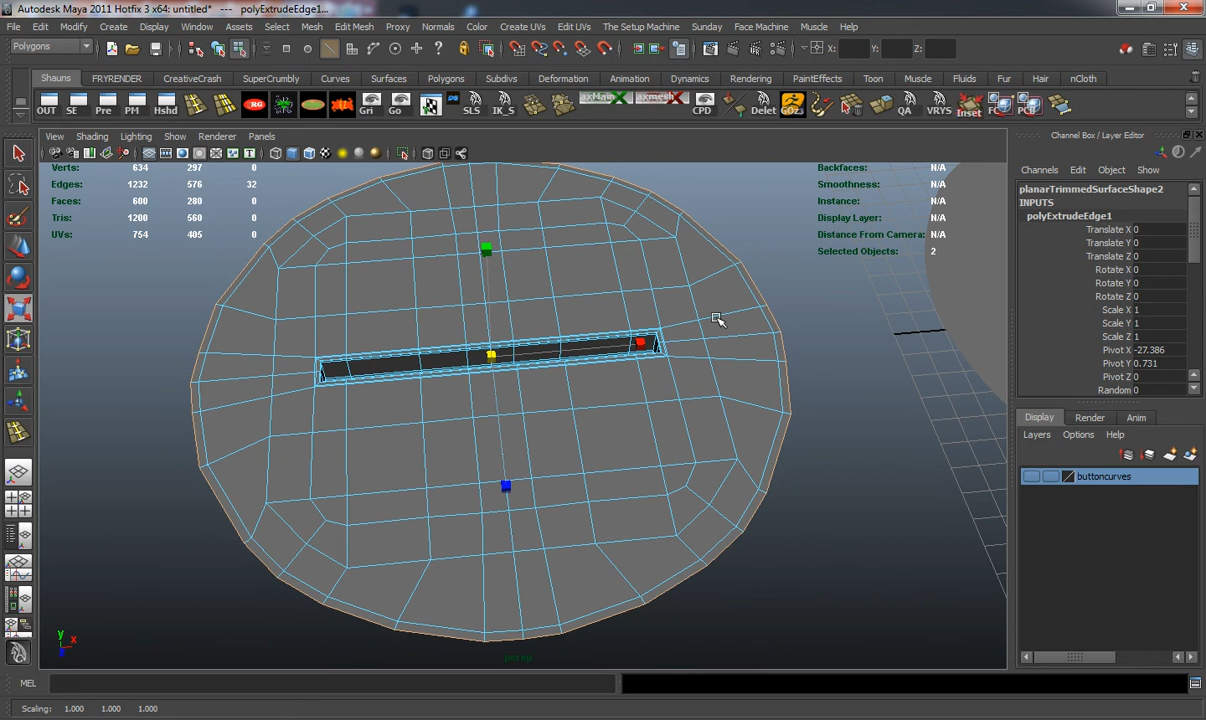 Autodesk Maya 2011 Hotfix 3 x64: untitled* --- polyExtrudeEdge1...
File Edit Modify Create Display Window Assets Select Mesh Edit Mesh Proxy Normals Color Create UVs Edit UVs The Setup Machine Sunday Face Machine Muscle Help
Polygons X: Y: Z:
Shauns FRYRENDER CreativeCrash SuperCrumbly Curves Surfaces Polygons Subdivs Deformation Animation Dynamics Rendering PaintEffects Toon Muscle Fluids Fur Hair nCloth
OUT SE Pre PM Hshd RG Gri Go SLS IK_S axMain axmesh CPD Delet GOZ3 QA VRYS Inset PCB
View Shading Lighting Show Renderer Panels
Verts: 634 297 0
Edges: 1232 576 32
Faces: 600 280 0
Tris: 1200 560 0
UVs: 754 405 0
Backfaces: N/A
Smoothness: N/A
Instance: N/A
Display Layer: N/A
Distance From Camera: N/A
Selected Objects: 2
y
x
persp
Channel Box / Layer Editor
Channels Edit Object Show
planarTrimmedSurfaceShape2
INPUTS
polyExtrudeEdge1
Translate X 0
Translate Y 0
Translate Z 0
Rotate X 0
Rotate Y 0
Rotate Z 0
Scale X 1
Scale Y 1
Scale Z 1
Pivot X -27.386
Pivot Y 0.731
Pivot Z 0
Random 0
Display Render Anim
Layers Options Help
buttoncurves
MEL
Scaling: 1.000 1.000 1.000